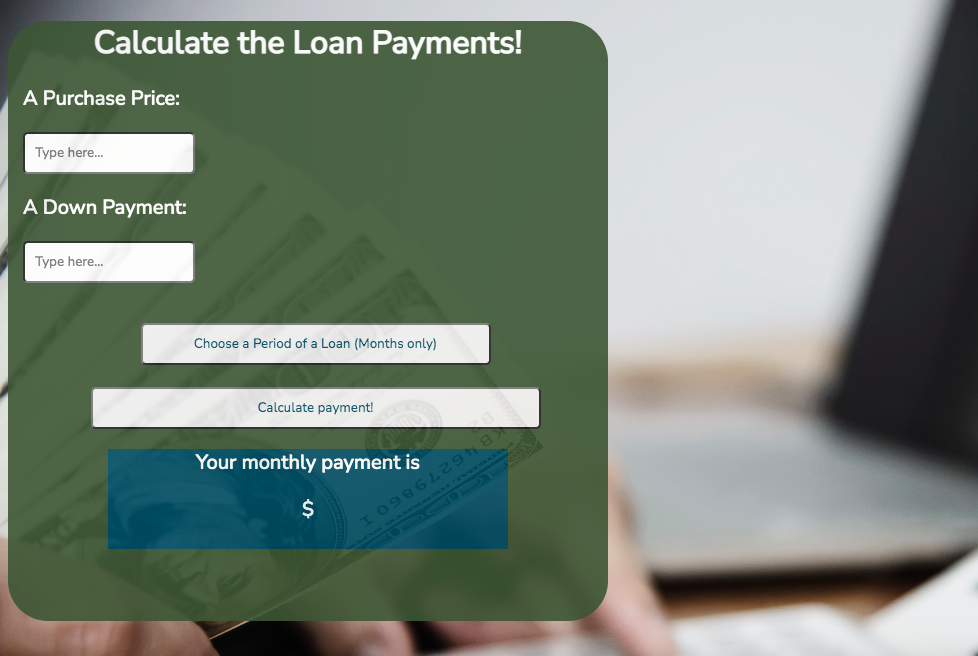 Calculate the Loan Payments!
A Purchase Price:
Type here...
A Down Payment:
Type here...
Choose a Period of a Loan (Months only)
Calculate payment!
Your monthly payment is
$